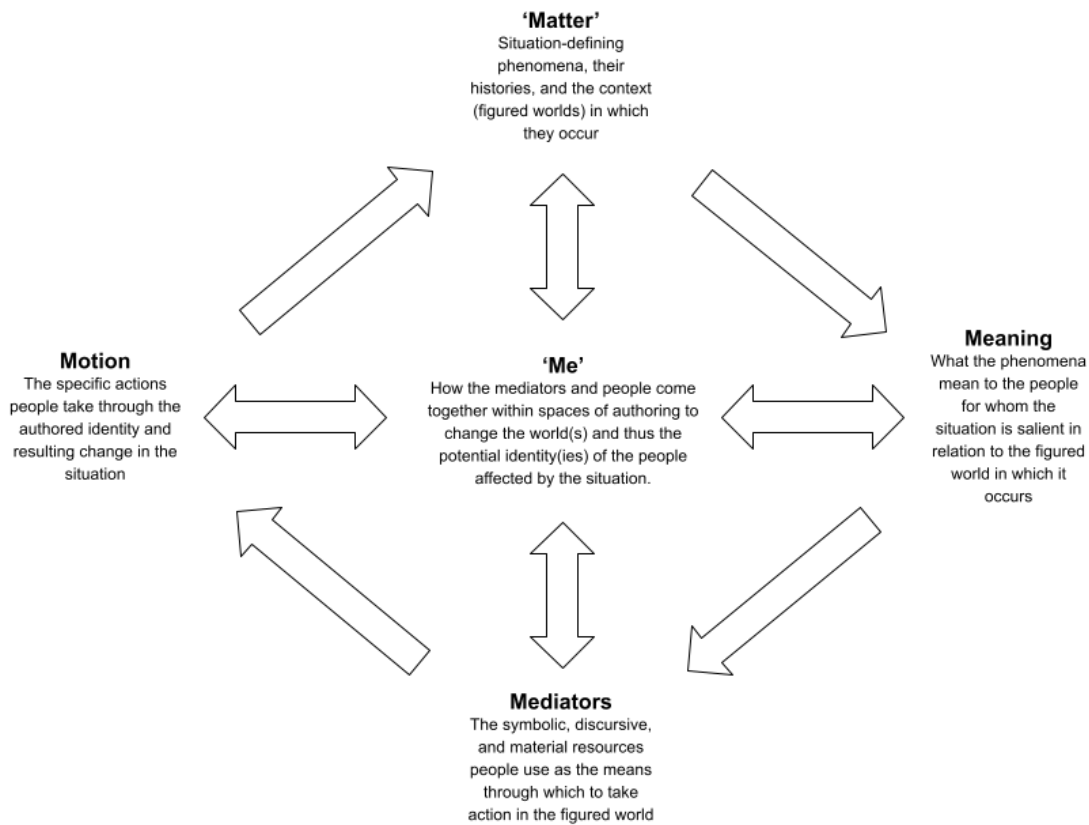 ‘Matter’
Situation-defining
phenomena, their
histories, and the context
(figured worlds) in which
they occur
Motion
The specific actions
people take through the
authored identity and
resulting change in the
situation
‘Me’
How the mediators and people come
together within spaces of authoring to
change the world(s) and thus the
potential identity(ies) of the people
affected by the situation.
Meaning
What the phenomena
mean to the people
for whom the
situation is salient in
relation to the figured
world in which it
occurs
Mediators
The symbolic, discursive,
and material resources
people use as the means
through which to take
action in the figured world